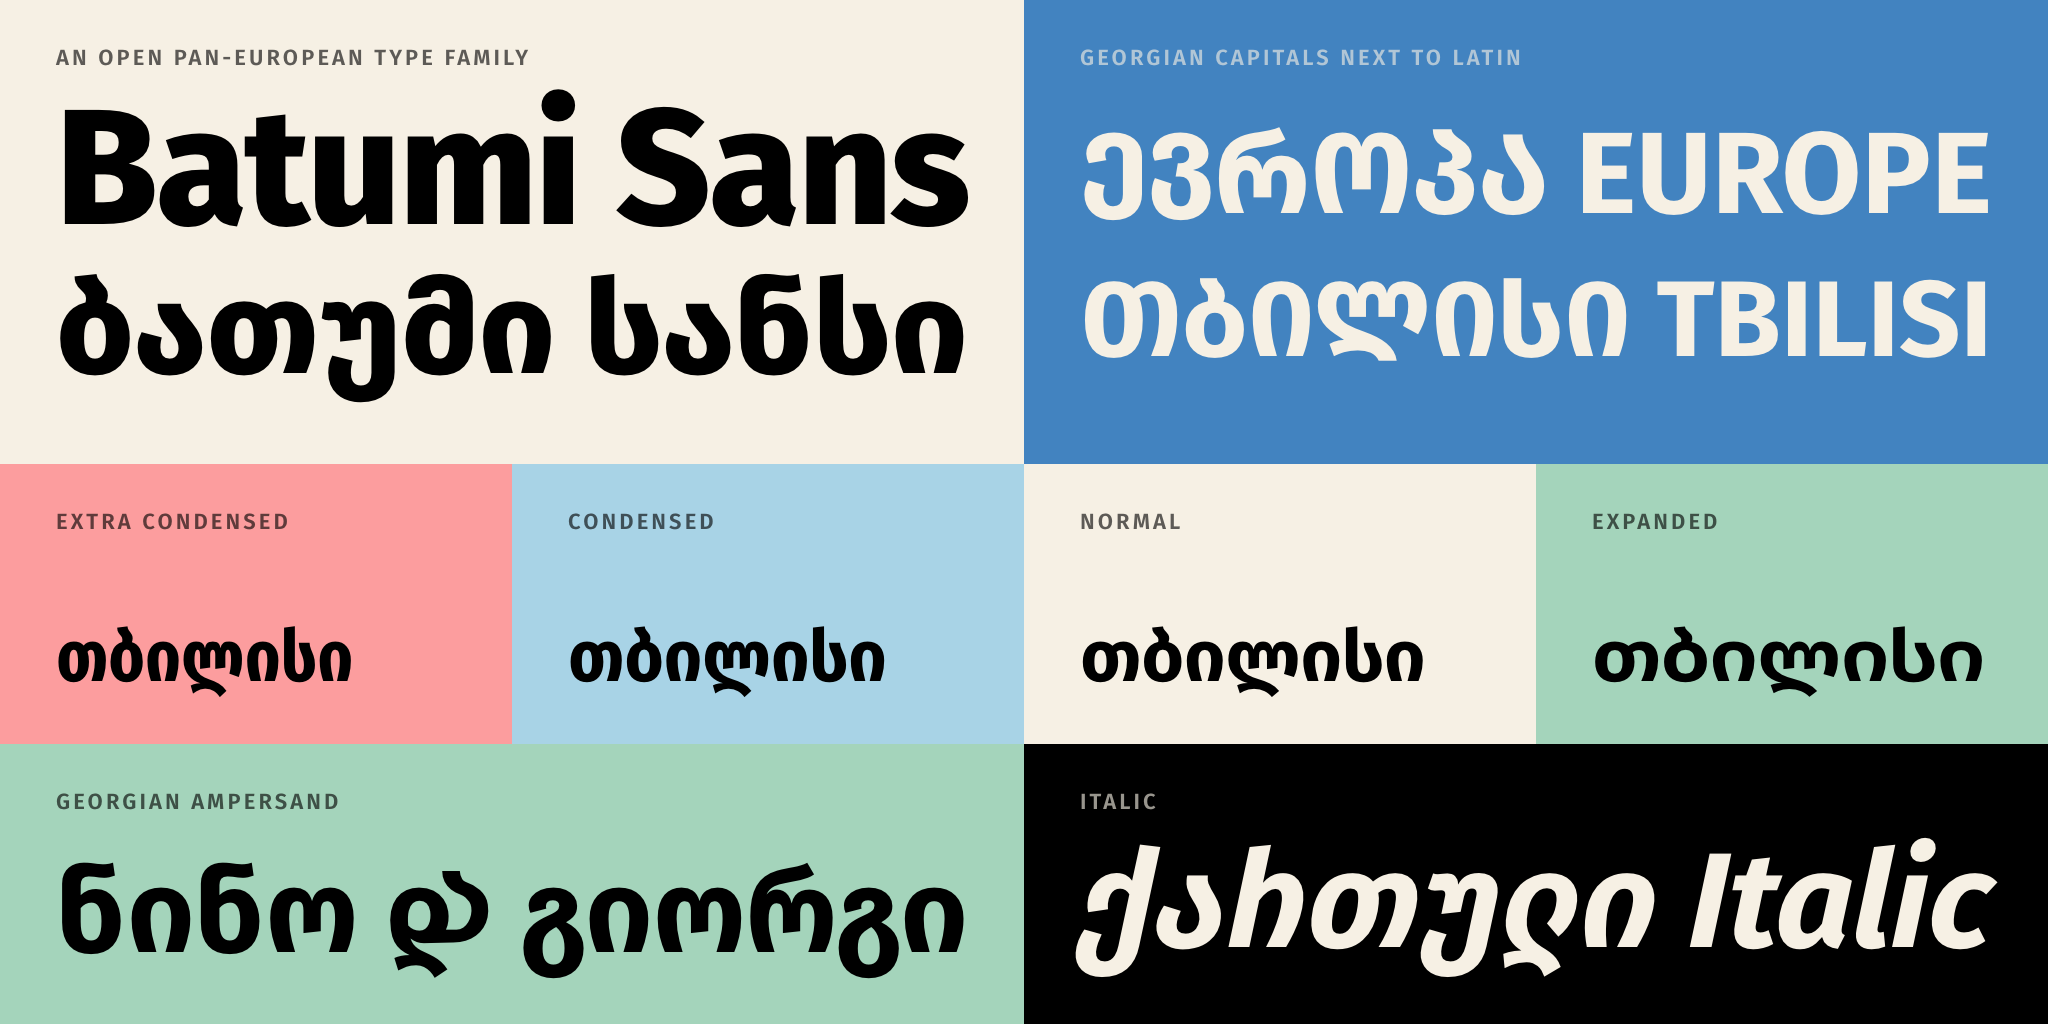 AN OPEN PAN-EUROPEAN TYPE FAMILY
Batumi Sans
ბათუმი სანსი
GEORGIAN CAPITALS NEXT TO LATIN
ᲔᲕᲠᲝᲞᲐ EUROPE
ᲗᲑᲘᲚᲘᲡᲘ TBILISI
EXTRA CONDENSED
თბილისი
CONDENSED
თბილისი
NORMAL
თბილისი
EXPANDED
თბილისი
GEORGIAN AMPERSAND
ნინო და გიორგი
ITALIC
ქართული Italic